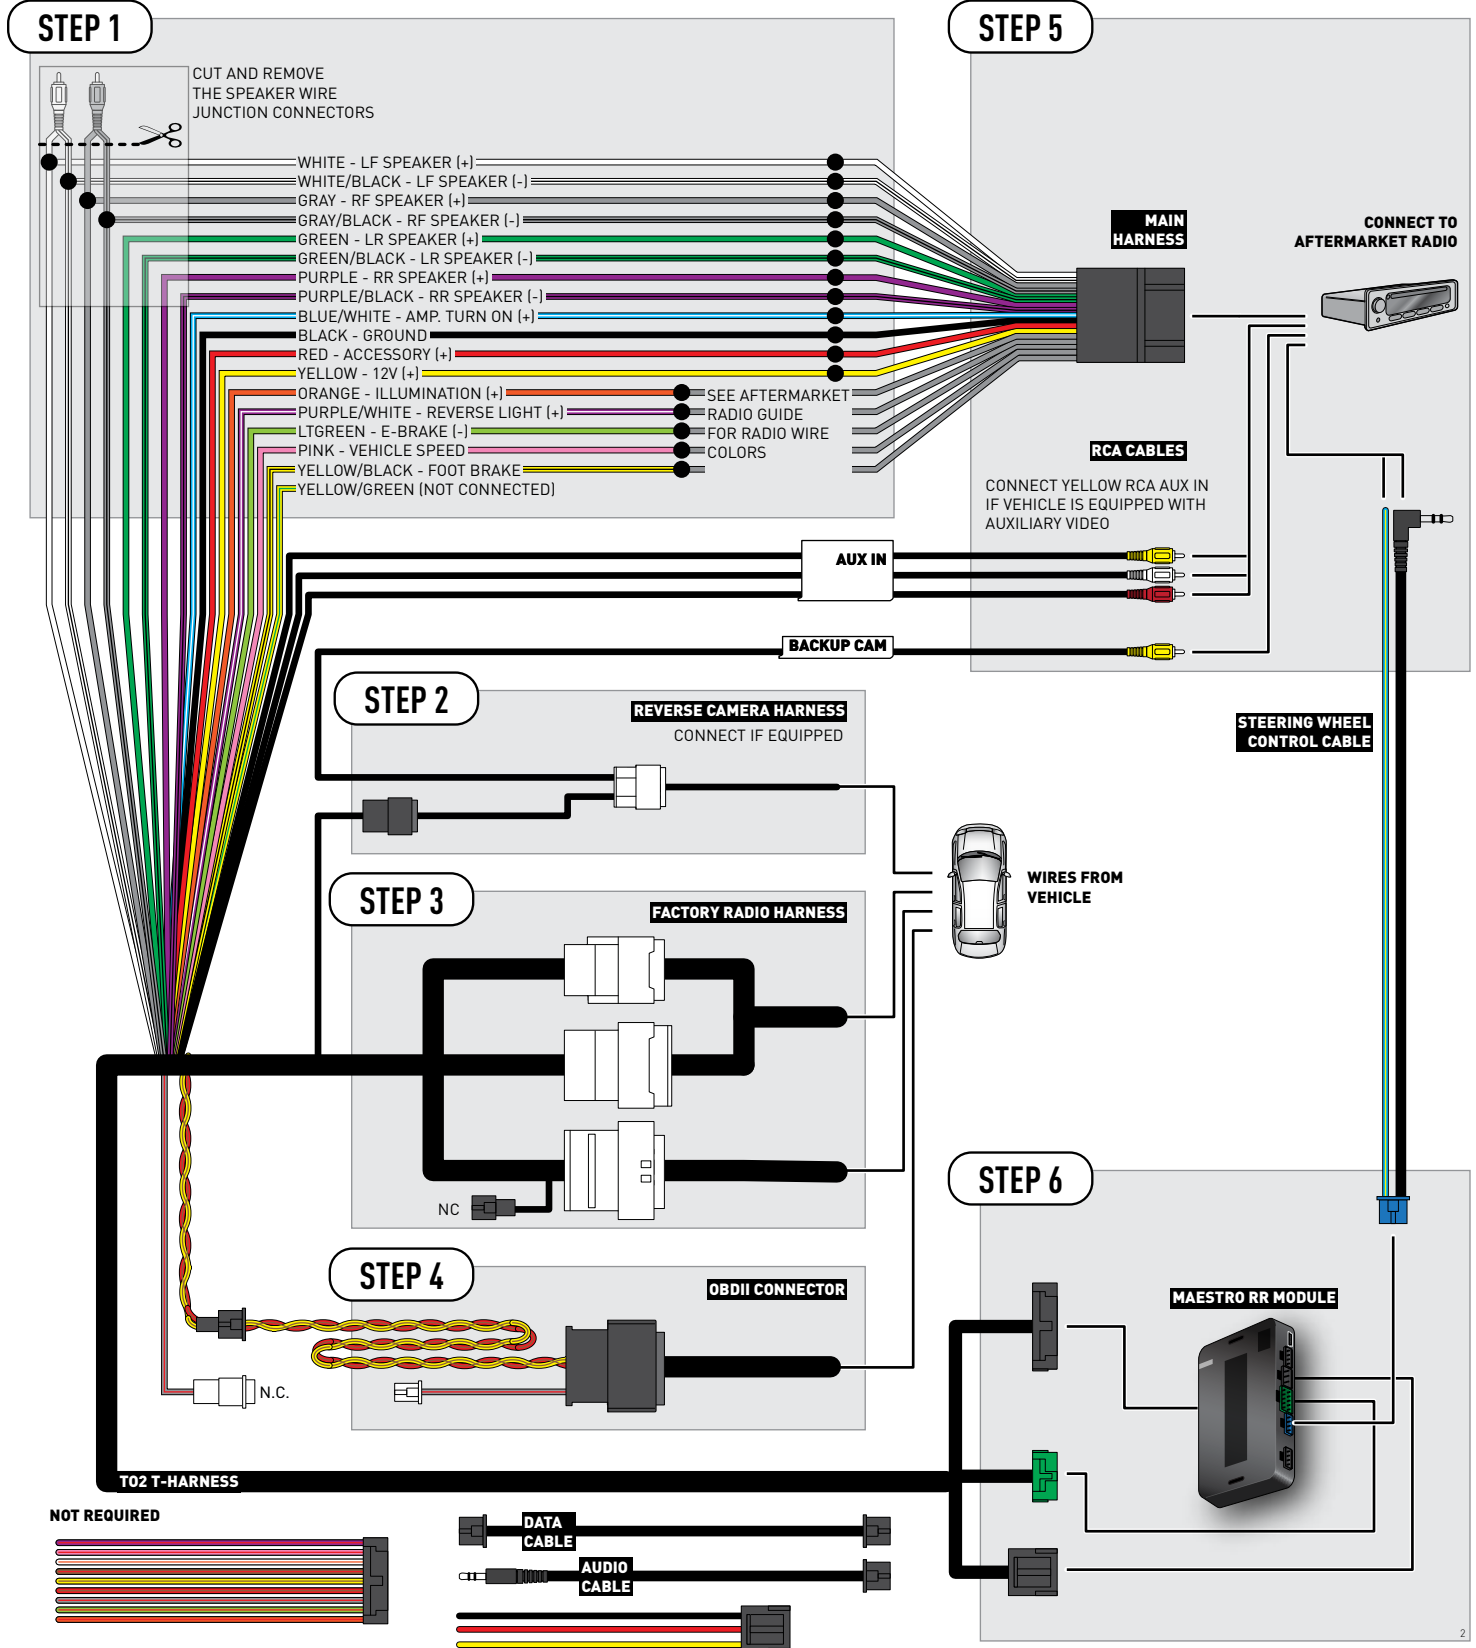 STEP 1
CUT AND REMOVE
THE SPEAKER WIRE
JUNCTION CONNECTORS
WHITE - LF SPEAKER (+)
WHITE/BLACK - LF SPEAKER (-)
GRAY - RF SPEAKER (+)
GRAY/BLACK - RF SPEAKER (-)
GREEN - LR SPEAKER (+)
GREEN/BLACK - LR SPEAKER (-)
PURPLE - RR SPEAKER (+)
PURPLE/BLACK - RR SPEAKER (-)
BLUE/WHITE - AMP. TURN ON (+)
BLACK - GROUND
RED - ACCESSORY (+)
YELLOW - 12V (+)
ORANGE - ILLUMINATION (+)
PURPLE/WHITE - REVERSE LIGHT (+)
LTGREEN - E-BRAKE (-)
PINK - VEHICLE SPEED
YELLOW/BLACK - FOOT BRAKE
YELLOW/GREEN (NOT CONNECTED)
SEE AFTERMARKET
RADIO GUIDE
FOR RADIO WIRE
COLORS
STEP 5
MAIN
HARNESS
CONNECT TO
AFTERMARKET RADIO
RCA CABLES
CONNECT YELLOW RCA AUX IN
IF VEHICLE IS EQUIPPED WITH
AUXILIARY VIDEO
AUX IN
BACKUP CAM
STEERING WHEEL
CONTROL CABLE
STEP 2
REVERSE CAMERA HARNESS
CONNECT IF EQUIPPED
WIRES FROM
VEHICLE
STEP 3
FACTORY RADIO HARNESS
NC
STEP 4
OBDII CONNECTOR
N.C.
STEP 6
MAESTRO RR MODULE
TO2 T-HARNESS
NOT REQUIRED
DATA
CABLE
AUDIO
CABLE
2